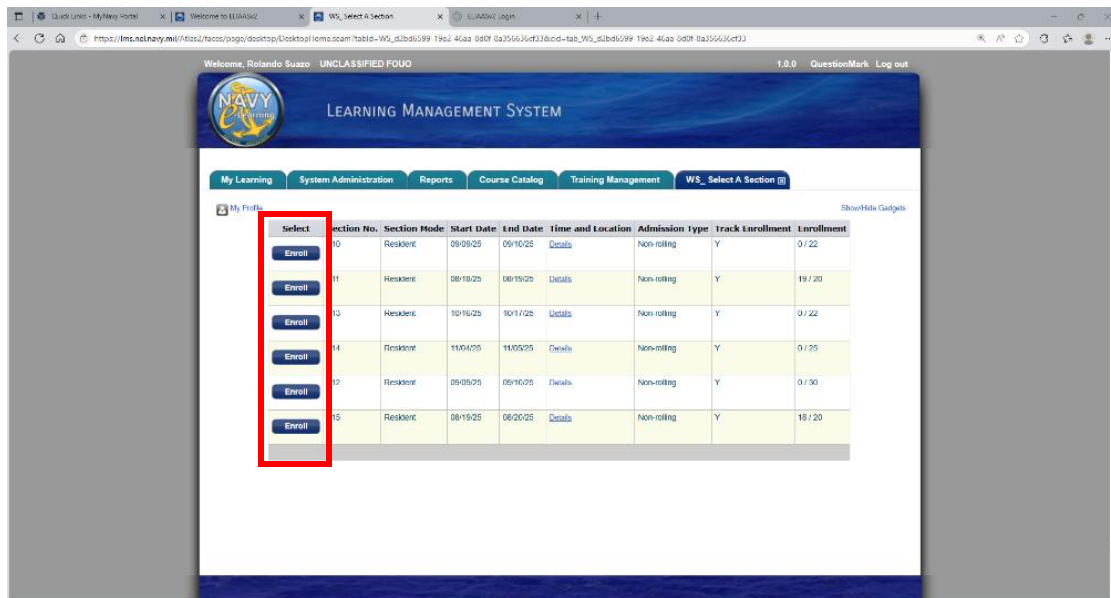 Quick Links - MyNavy Portal
Welcome to ELIAASv2
WS_ Select A Section
ELIAASv2 Login
Welcome, Rolando Suazo UNCLASSIFIED FOUO
1.0.0 QuestionMark Log out
NAVY
e Learning
LEARNING MANAGEMENT SYSTEM
My Learning System Administration Reports Course Catalog Training Management WS_ Select A Section
My Profile
Show/Hide Gadgets
Select Section No. Section Mode Start Date End Date Time and Location Admission Type Track Enrollment Enrollment
Enroll 10 Resident 09/09/25 09/10/25 Details Non-rolling Y 0 / 22
Enroll 11 Resident 08/18/25 08/19/25 Details Non-rolling Y 19 / 20
Enroll 13 Resident 10/16/25 10/17/25 Details Non-rolling Y 0 / 22
Enroll 14 Resident 11/04/25 11/05/25 Details Non-rolling Y 0 / 25
Enroll 12 Resident 09/09/25 09/10/25 Details Non-rolling Y 0 / 30
Enroll 15 Resident 08/19/25 08/20/25 Details Non-rolling Y 18 / 20